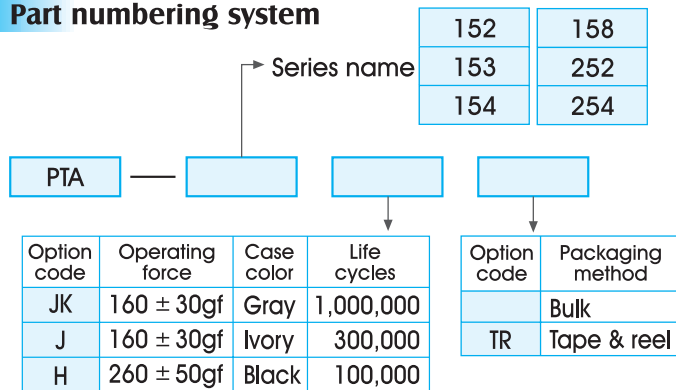 Part numbering system
152 158
Series name 153 252
154 254
PTA —
Option code Operating force Case color Life cycles
JK 160 ± 30gf Gray 1,000,000
J 160 ± 30gf Ivory 300,000
H 260 ± 50gf Black 100,000
Option code Packaging method
Bulk
TR Tape & reel